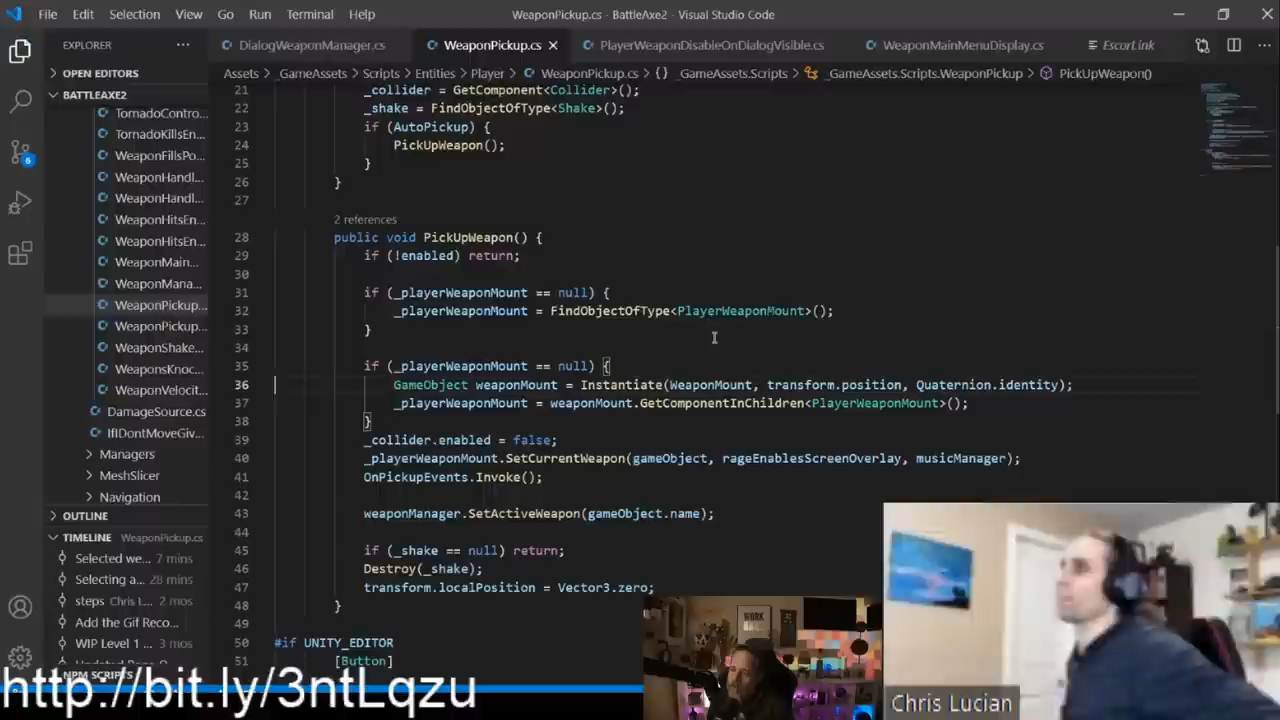 File Edit Selection View Go Run Terminal Help WeaponPickup.cs - BattleAxe2 - Visual Studio Code
EXPLORER ··· DialogWeaponManager.cs WeaponPickup.cs PlayerWeaponDisableOnDialogVisible.cs WeaponMainMenuDisplay.cs Escort.lnk ···
OPEN EDITORS
Assets > _GameAssets > Scripts > Entities > Player > WeaponPickup.cs > {} _GameAssets.Scripts > _GameAssets.Scripts.WeaponPickup > PickUpWeapon()
BATTLEAXE2
TornadoContro...
TornadoKillsEn...
WeaponFillsPo...
WeaponHandl...
WeaponHandl...
WeaponHitsEn...
WeaponHitsEn...
WeaponMain...
WeaponMana...
WeaponPickup...
WeaponPickup...
WeaponShake...
WeaponsKnoc...
WeaponVelocit...
DamageSource.cs
IfIDontMoveGiv...
Managers
MeshSlicer
Navigation
OUTLINE
TIMELINE WeaponPickup.cs
Selected we... 7 mins
Selecting a... 28 mins
steps Chris L... 2 mos
Add the Gif Reco...
WIP Level 1 ...
NPM SCRIPTS
6
21 _collider = GetComponent<Collider>();
22 _shake = FindObjectOfType<Shake>();
23 if (AutoPickup) {
24 PickUpWeapon();
25 }
26 }
27
2 references
28 public void PickUpWeapon() {
29 if (!enabled) return;
30
31 if (_playerWeaponMount == null) {
32 _playerWeaponMount = FindObjectOfType<PlayerWeaponMount>();
33 }
34
35 if (_playerWeaponMount == null) {
36 GameObject weaponMount = Instantiate(WeaponMount, transform.position, Quaternion.identity);
37 _playerWeaponMount = weaponMount.GetComponentInChildren<PlayerWeaponMount>();
38 }
39 _collider.enabled = false;
40 _playerWeaponMount.SetCurrentWeapon(gameObject, rageEnablesScreenOverlay, musicManager);
41 OnPickupEvents.Invoke();
42
43 weaponManager.SetActiveWeapon(gameObject.name);
44
45 if (_shake == null) return;
46 Destroy(_shake);
47 transform.localPosition = Vector3.zero;
48 }
49
50 #if UNITY_EDITOR
51 [Button]
http://bit.ly/3ntLqzu
WORK
Chris Lucian